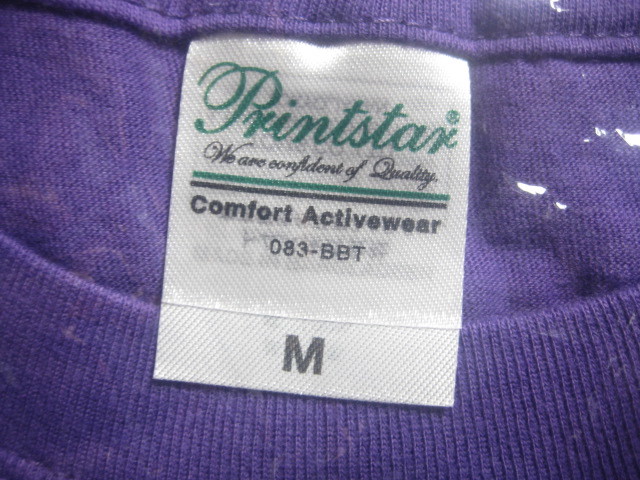 Printstar®
We are confident of Quality.
Comfort Activewear
083-BBT
M